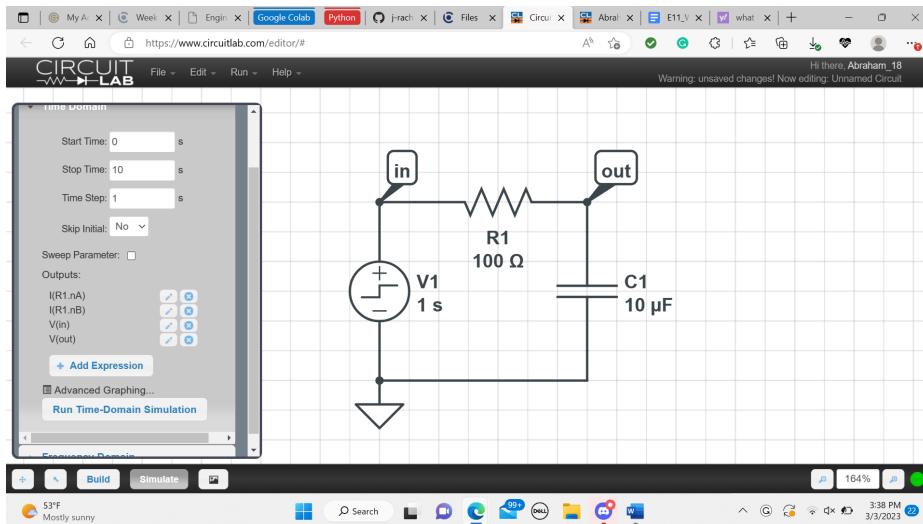 My Ac
Week
Engin
Google Colab
Python
j-rach
Files
Circui
Abrah
E11_V
what
https://www.circuitlab.com/editor/#
CIRCUIT
LAB
File
Edit
Run
Help
Hi there, Abraham_18
Warning: unsaved changes! Now editing: Unnamed Circuit
Time Domain
Start Time: 0 s
Stop Time: 10 s
Time Step: 1 s
Skip Initial: No
Sweep Parameter:
Outputs:
I(R1.nA)
I(R1.nB)
V(in)
V(out)
+ Add Expression
Advanced Graphing...
Run Time-Domain Simulation
Frequency Domain
in
out
R1
100 Ω
V1
1 s
C1
10 µF
Build
Simulate
164%
53°F
Mostly sunny
Search
99+
DELL
3:38 PM
3/3/2023
22